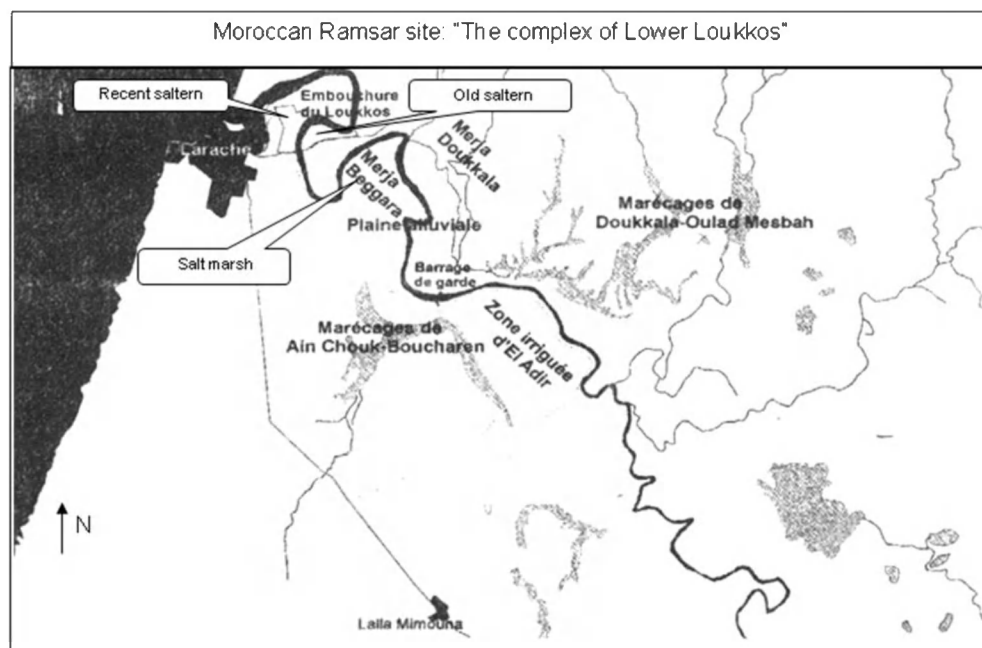 Moroccan Ramsar site: "The complex of Lower Loukkos"
Recent saltern
Embouchure
du Loukkos
Old saltern
Larache
Merja
Doukkala
Merja
Beggara
Marécages de
Doukkala-Oulad Mesbah
Plaine alluviale
Salt marsh
Barrage
de garde
Zone irriguée
d'El Adir
Marécages de
Ain Chouk-Boucharen
N
Lalla Mimouna